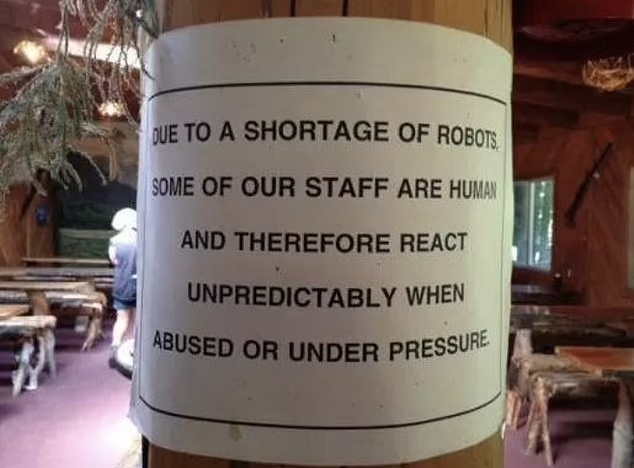 DUE TO A SHORTAGE OF ROBOTS,
SOME OF OUR STAFF ARE HUMAN
AND THEREFORE REACT
UNPREDICTABLY WHEN
ABUSED OR UNDER PRESSURE.